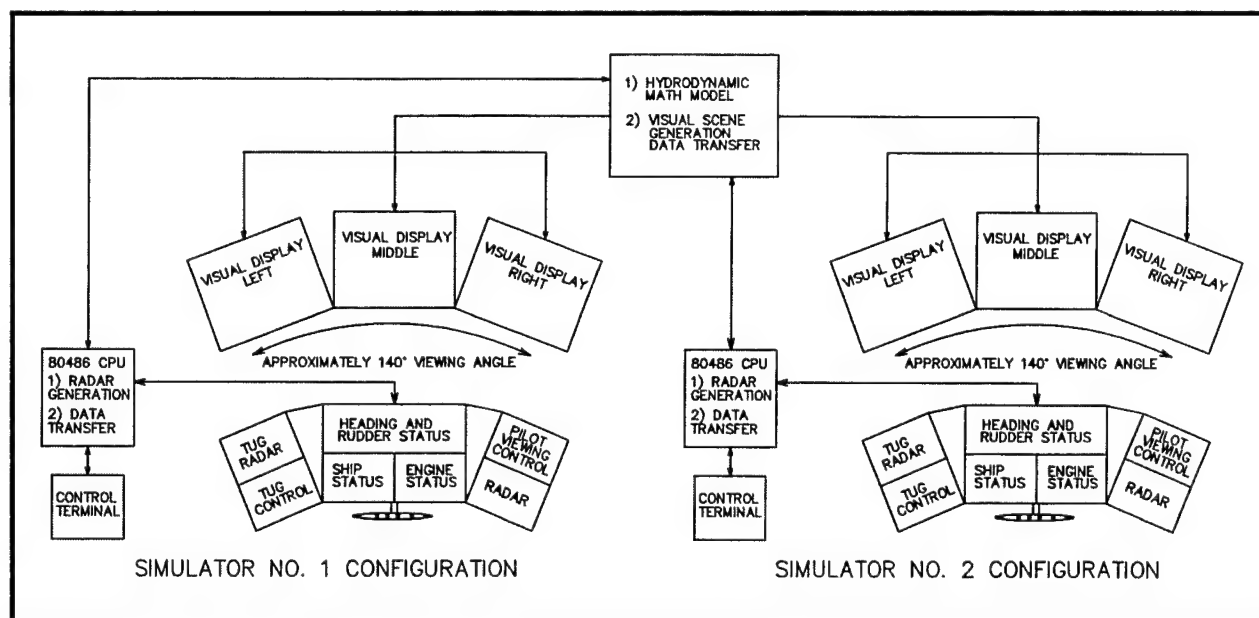 1) HYDRODYNAMIC
MATH MODEL
2) VISUAL SCENE
GENERATION
DATA TRANSFER
VISUAL DISPLAY
LEFT
VISUAL DISPLAY
MIDDLE
VISUAL DISPLAY
RIGHT
APPROXIMATELY 140° VIEWING ANGLE
80486 CPU
1) RADAR
GENERATION
2) DATA
TRANSFER
CONTROL
TERMINAL
TUG
RADAR
TUG
CONTROL
HEADING AND
RUDDER STATUS
SHIP
STATUS
ENGINE
STATUS
PILOT
VIEWING
CONTROL
RADAR
SIMULATOR NO. 1 CONFIGURATION
VISUAL DISPLAY
LEFT
VISUAL DISPLAY
MIDDLE
VISUAL DISPLAY
RIGHT
APPROXIMATELY 140° VIEWING ANGLE
80486 CPU
1) RADAR
GENERATION
2) DATA
TRANSFER
CONTROL
TERMINAL
TUG
RADAR
TUG
CONTROL
HEADING AND
RUDDER STATUS
SHIP
STATUS
ENGINE
STATUS
PILOT
VIEWING
CONTROL
RADAR
SIMULATOR NO. 2 CONFIGURATION